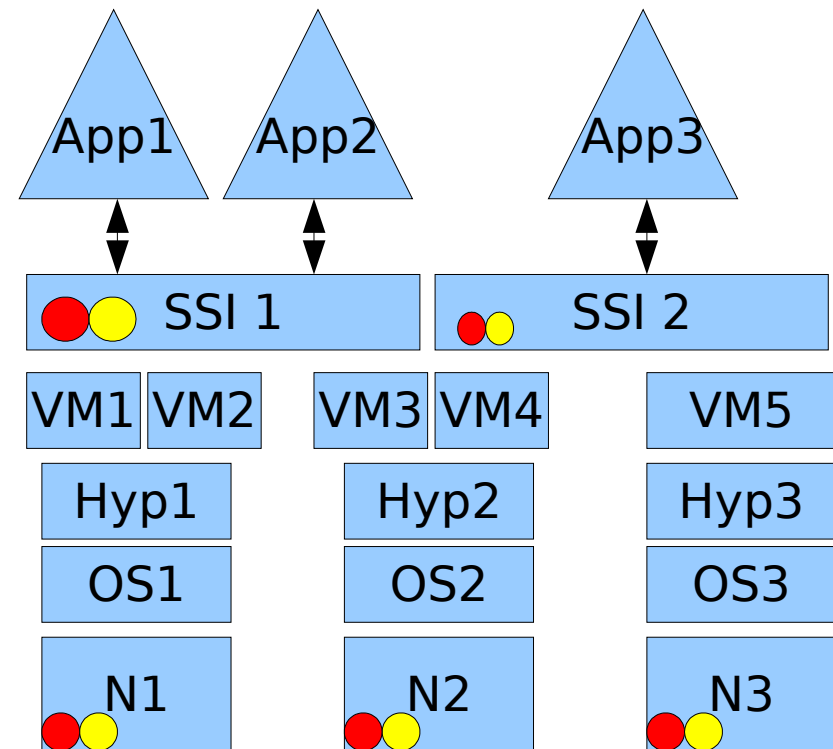 App1 App2 App3
SSI 1 SSI 2
VM1 VM2 VM3 VM4 VM5
Hyp1 Hyp2 Hyp3
OS1 OS2 OS3
N1 N2 N3